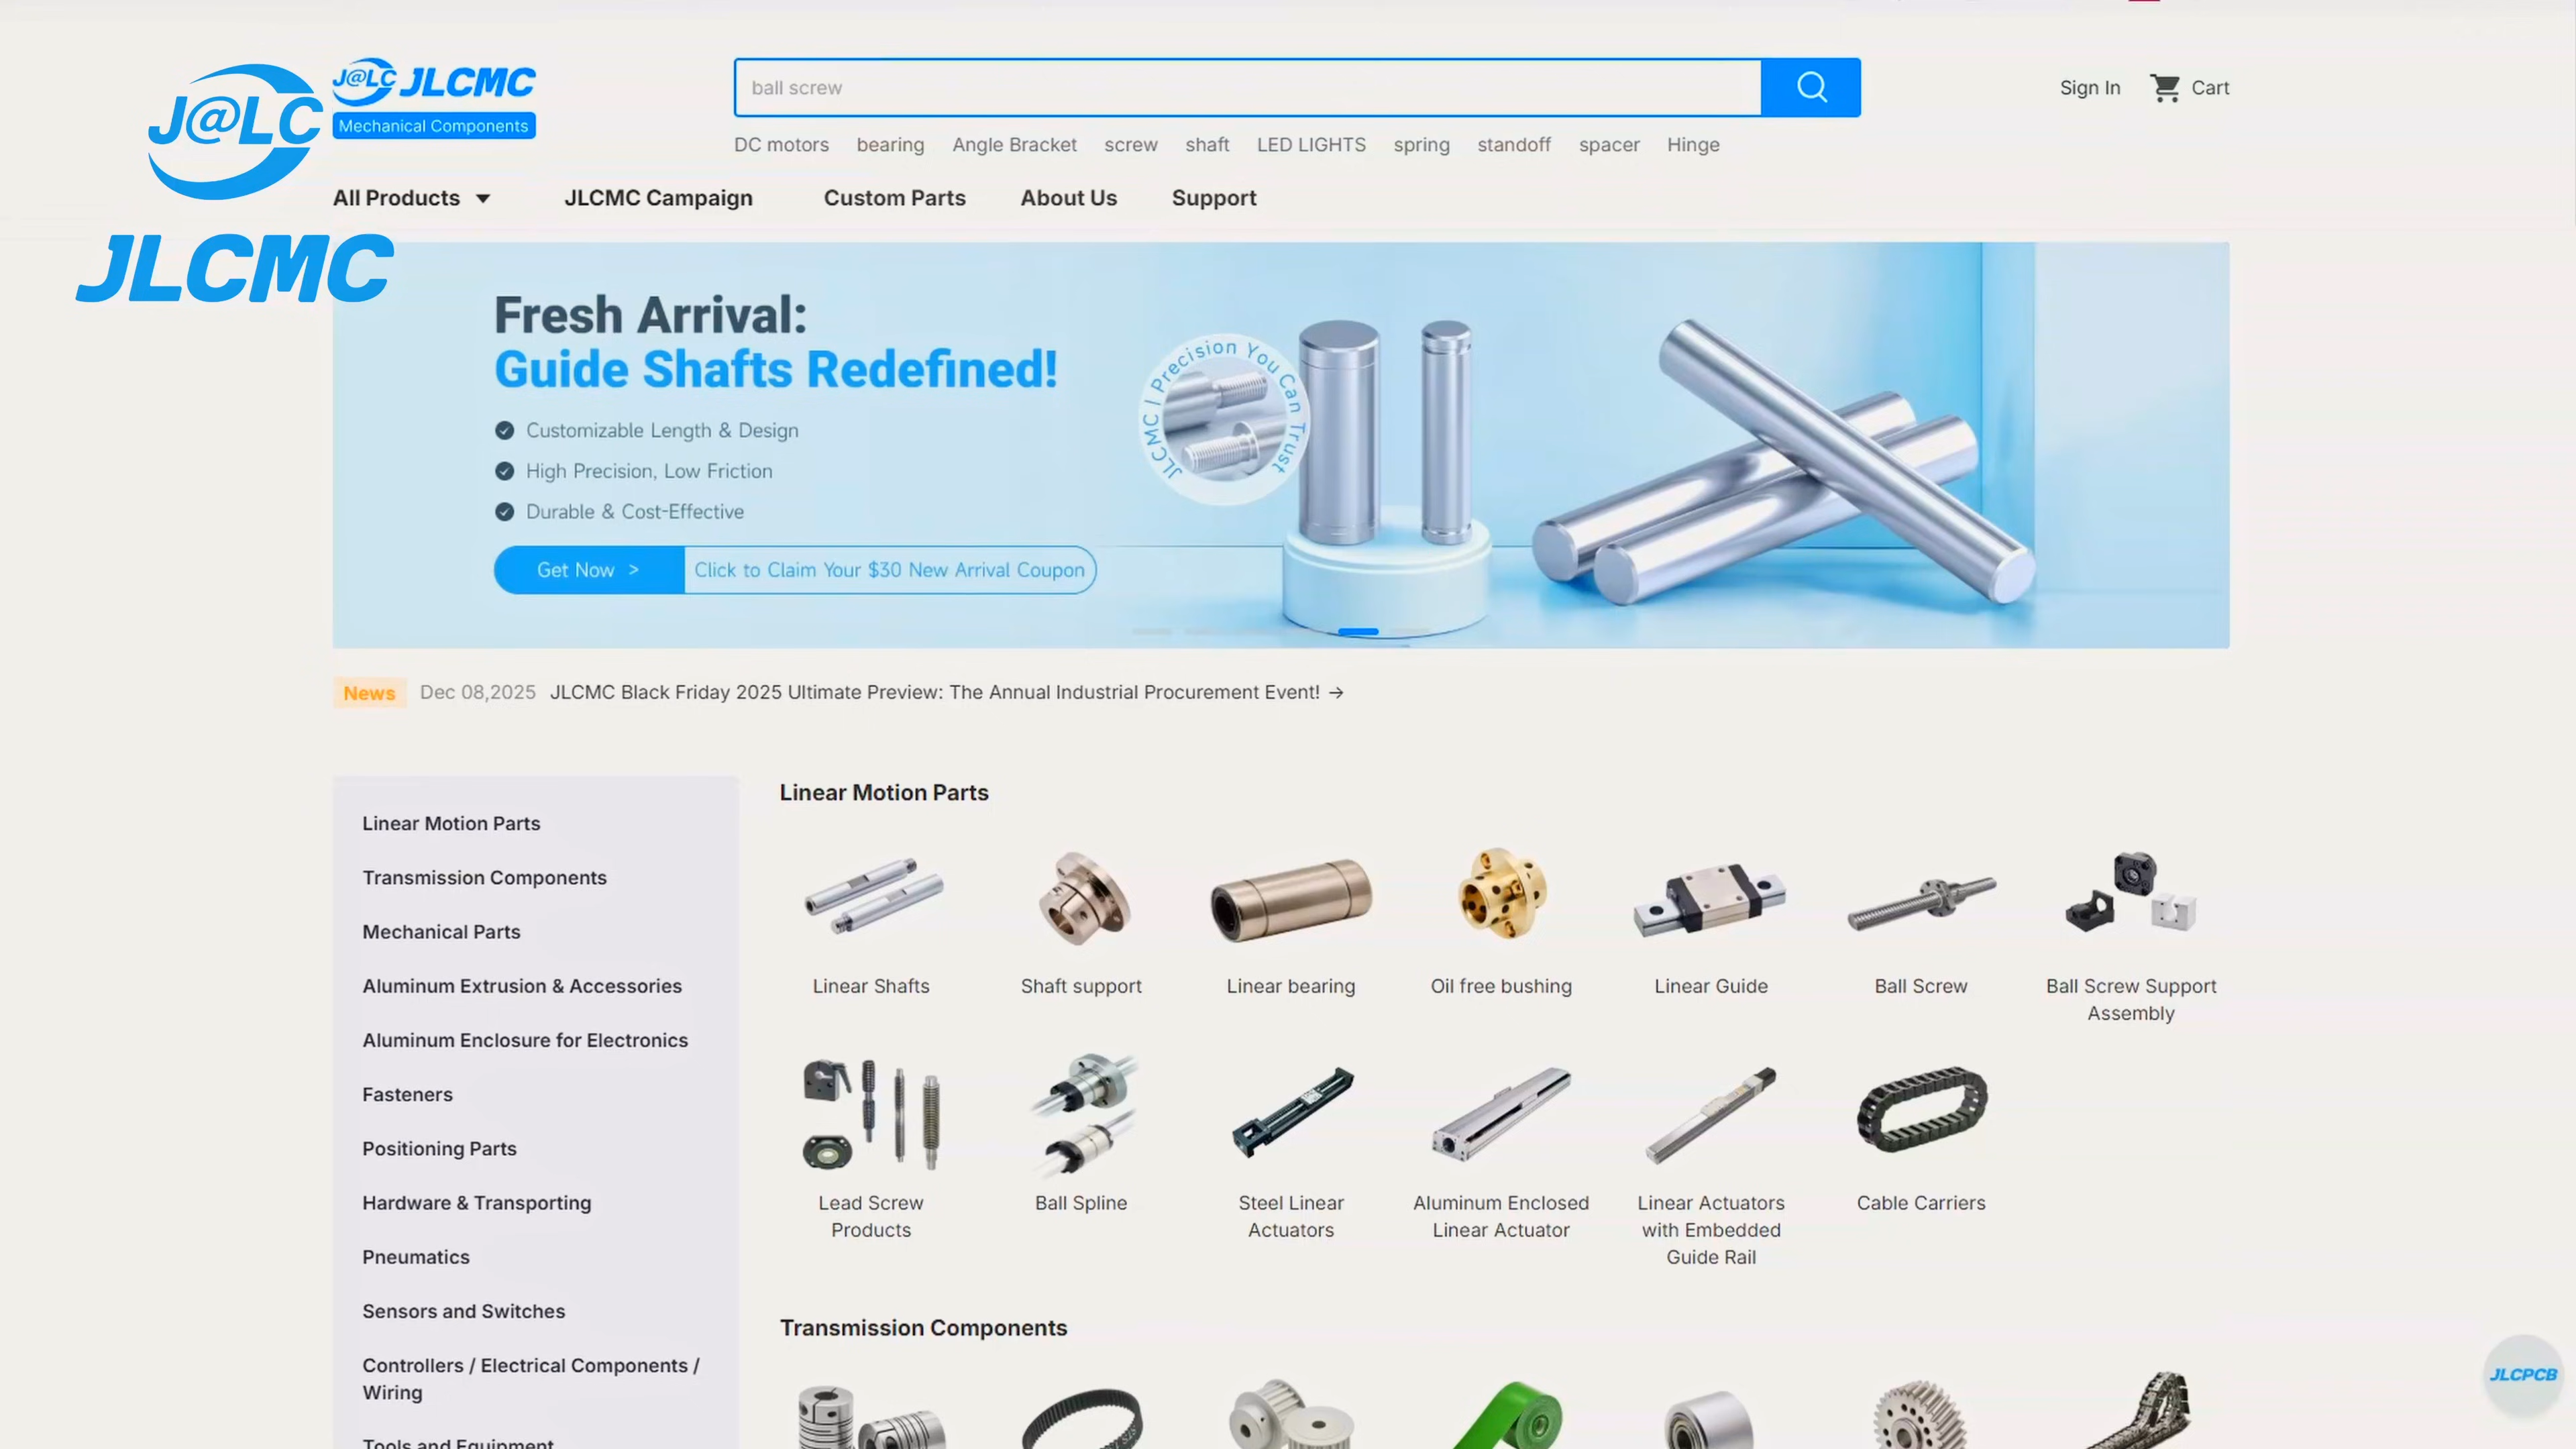 J@LC
JLCMC
J@LC JLCMC
Mechanical Components
ball screw
Sign In
Cart
DC motors bearing Angle Bracket screw shaft LED LIGHTS spring standoff spacer Hinge
All Products JLCMC Campaign Custom Parts About Us Support
Fresh Arrival:
Guide Shafts Redefined!
Customizable Length & Design
High Precision, Low Friction
Durable & Cost-Effective
Get Now > Click to Claim Your $30 New Arrival Coupon
JLCMC | Precision You Can Trust
News Dec 08,2025 JLCMC Black Friday 2025 Ultimate Preview: The Annual Industrial Procurement Event! →
Linear Motion Parts
Transmission Components
Mechanical Parts
Aluminum Extrusion & Accessories
Aluminum Enclosure for Electronics
Fasteners
Positioning Parts
Hardware & Transporting
Pneumatics
Sensors and Switches
Controllers / Electrical Components /
Wiring
Tools and Equipment
Linear Motion Parts
Linear Shafts
Shaft support
Linear bearing
Oil free bushing
Linear Guide
Ball Screw
Ball Screw Support
Assembly
Lead Screw
Products
Ball Spline
Steel Linear
Actuators
Aluminum Enclosed
Linear Actuator
Linear Actuators
with Embedded
Guide Rail
Cable Carriers
Transmission Components
JLCPCB